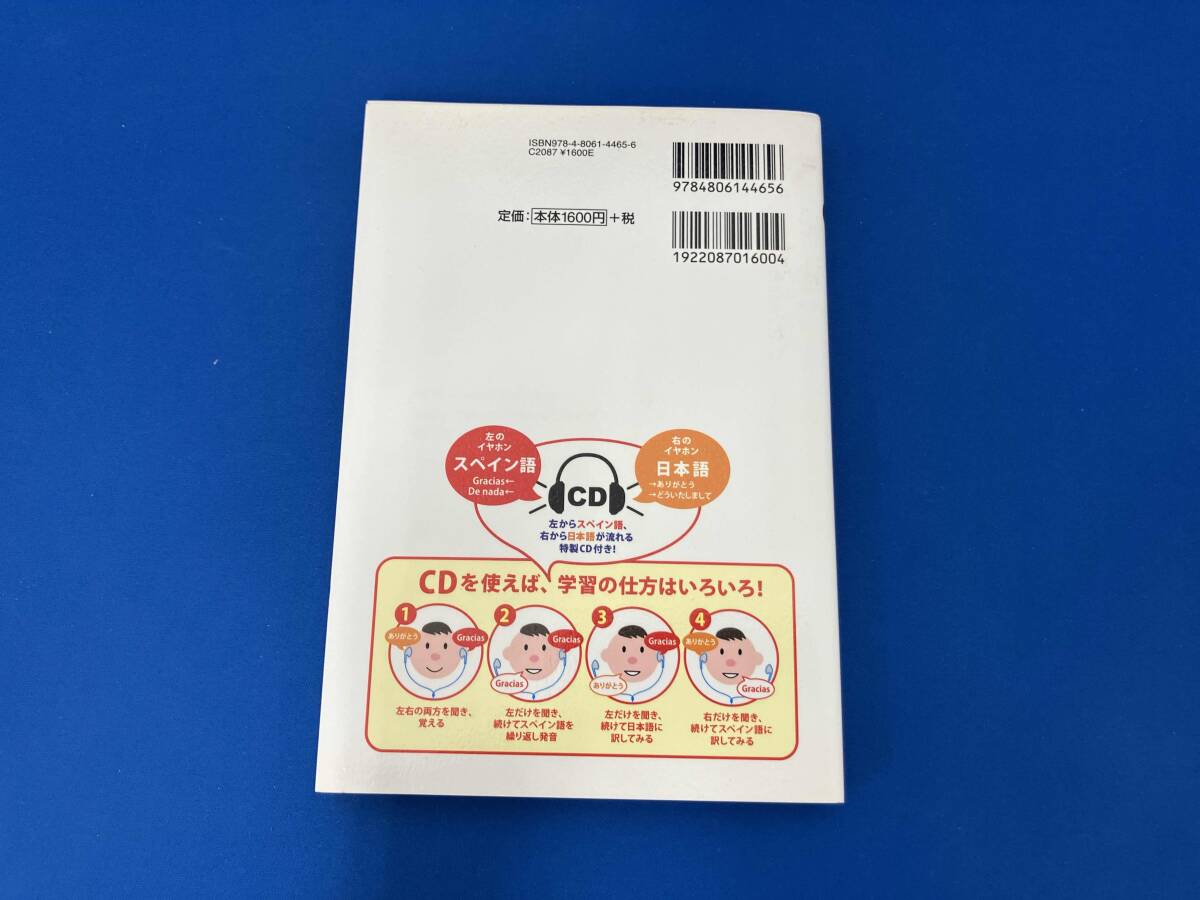 ISBN978-4-8061-4465-6
C2087 ¥1600E
9784806144656
定価: 本体1600円+税
1922087016004
左の
イヤホン
スペイン語
Gracias←
De nada←
右の
イヤホン
日本語
→ありがとう
→どういたしまして
CD
左からスペイン語、
右から日本語が流れる
特製CD付き!
CDを使えば、学習の仕方はいろいろ!
1
ありがとう
Gracias
左右の両方を聞き、
覚える
2
Gracias
Gracias
左だけを聞き、
続けてスペイン語を
繰り返し発音
3
Gracias
ありがとう
左だけを聞き、
続けて日本語に
訳してみる
4
ありがとう
Gracias
右だけを聞き、
続けてスペイン語に
訳してみる